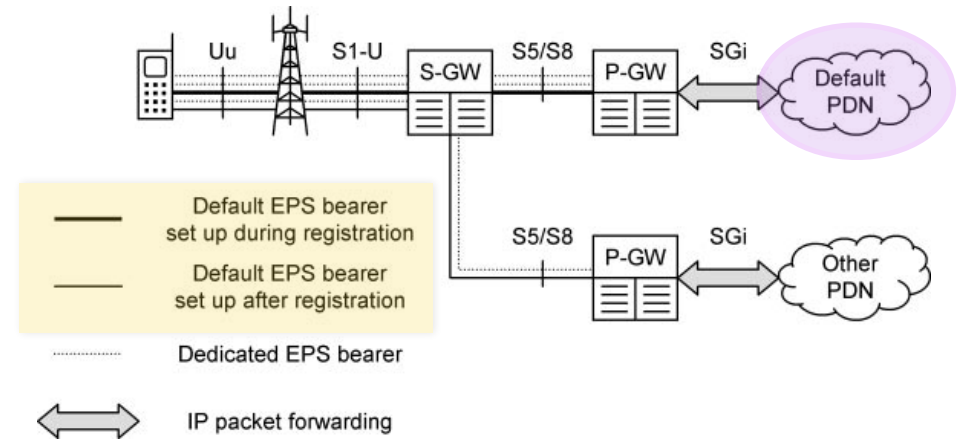 Uu
S1-U
S-GW
S5/S8
P-GW
SGi
Default
PDN
Default EPS bearer
set up during registration
Default EPS bearer
set up after registration
S5/S8
P-GW
SGi
Other
PDN
Dedicated EPS bearer
IP packet forwarding